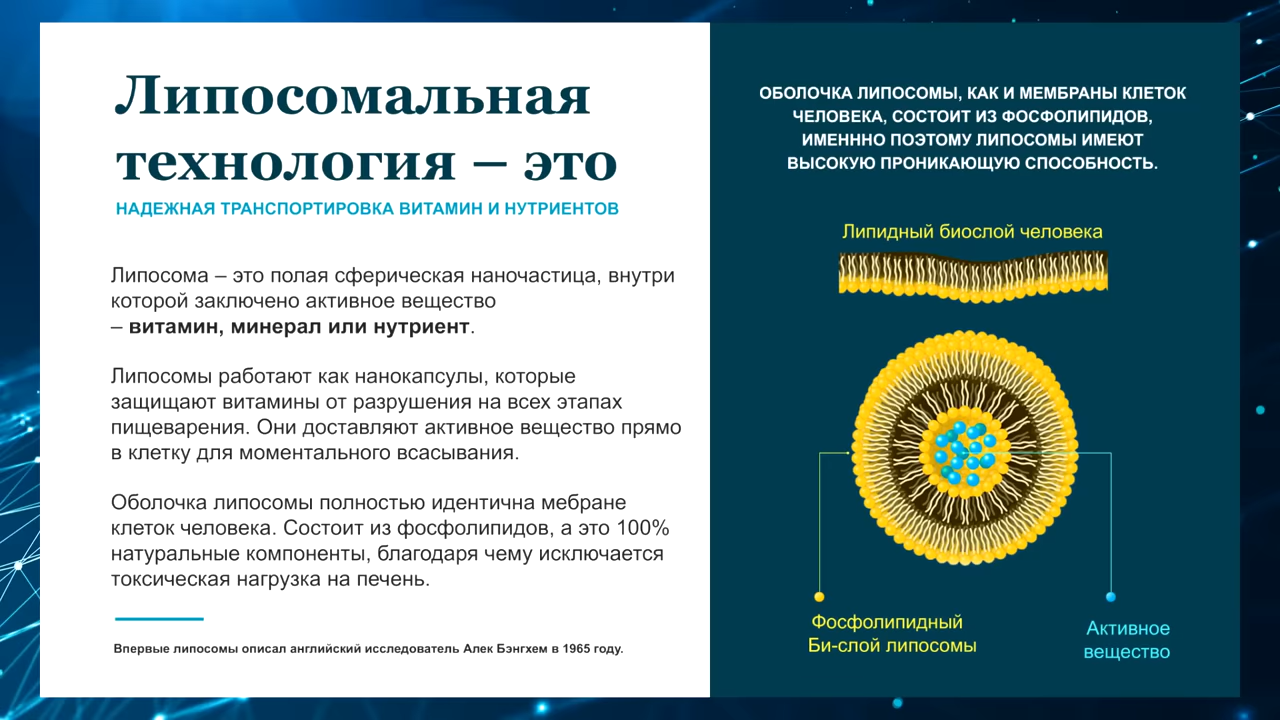 Липосомальная
технология – это
НАДЕЖНАЯ ТРАНСПОРТИРОВКА ВИТАМИН И НУТРИЕНТОВ
Липосома – это полая сферическая наночастица, внутри
которой заключено активное вещество
– витамин, минерал или нутриент.
Липосомы работают как нанокапсулы, которые
защищают витамины от разрушения на всех этапах
пищеварения. Они доставляют активное вещество прямо
в клетку для моментального всасывания.
Оболочка липосомы полностью идентична мебране
клеток человека. Состоит из фосфолипидов, а это 100%
натуральные компоненты, благодаря чему исключается
токсическая нагрузка на печень.
Впервые липосомы описал английский исследователь Алек Бэнгхем в 1965 году.
ОБОЛОЧКА ЛИПОСОМЫ, КАК И МЕМБРАНЫ КЛЕТОК
ЧЕЛОВЕКА, СОСТОИТ ИЗ ФОСФОЛИПИДОВ,
ИМЕНННО ПОЭТОМУ ЛИПОСОМЫ ИМЕЮТ
ВЫСОКУЮ ПРОНИКАЮЩУЮ СПОСОБНОСТЬ.
Липидный биослой человека
Фосфолипидный
Би-слой липосомы
Активное
вещество